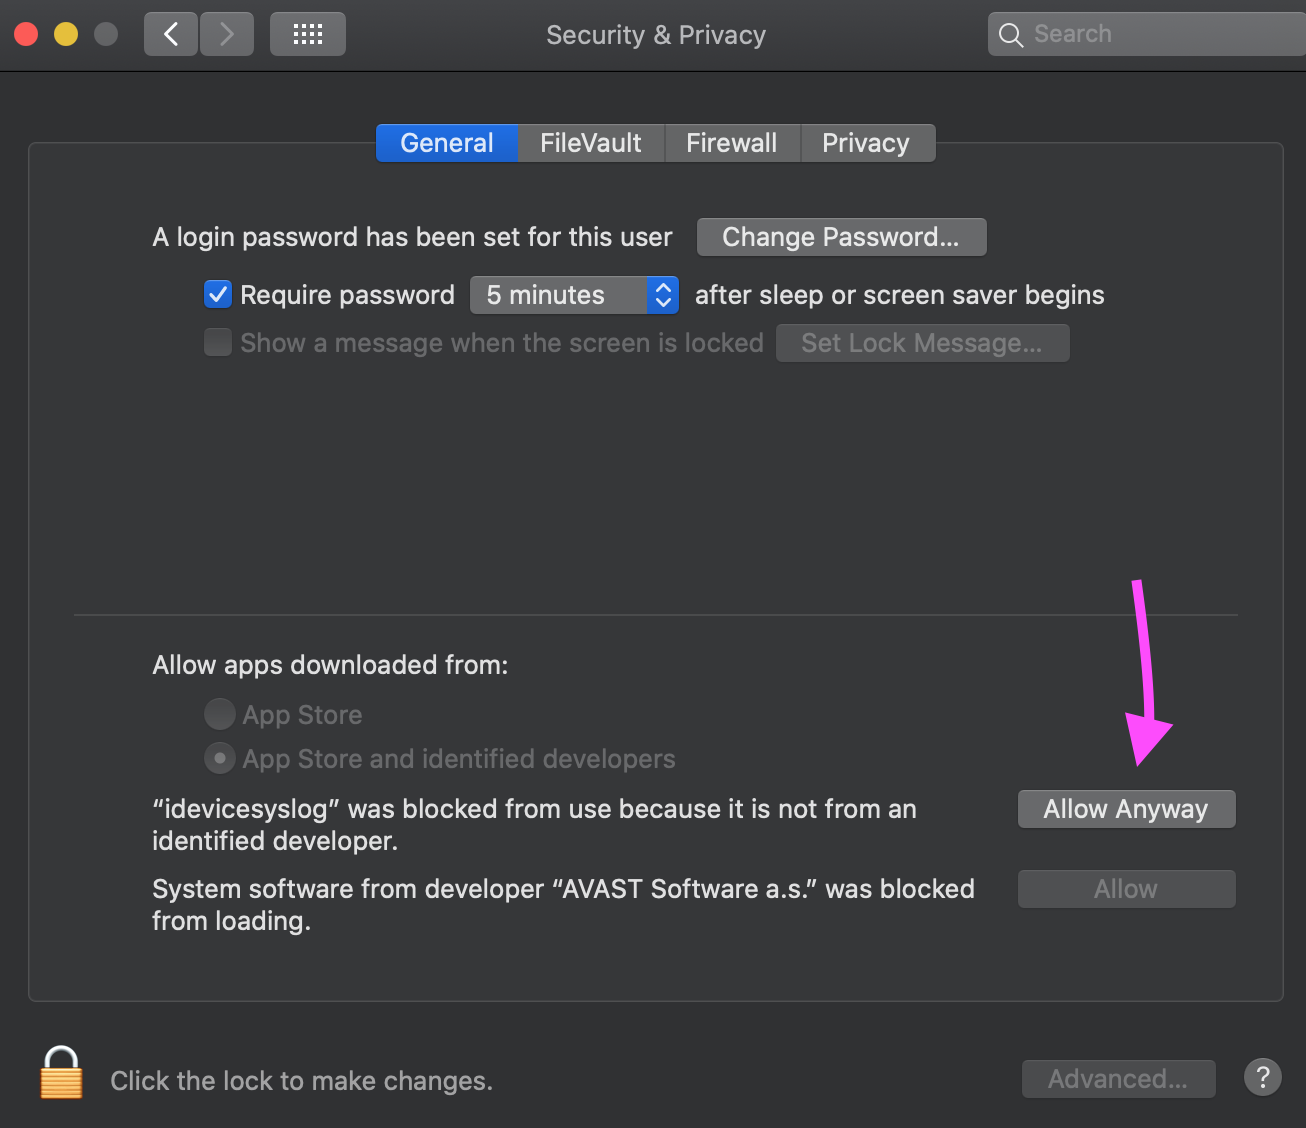 Security & Privacy
Search
General
FileVault
Firewall
Privacy
A login password has been set for this user
Change Password...
Require password
5 minutes
after sleep or screen saver begins
Show a message when the screen is locked
Set Lock Message...
Allow apps downloaded from:
App Store
App Store and identified developers
“idevicesyslog” was blocked from use because it is not from an
identified developer.
Allow Anyway
System software from developer “AVAST Software a.s.” was blocked
from loading.
Allow
Click the lock to make changes.
Advanced...
?